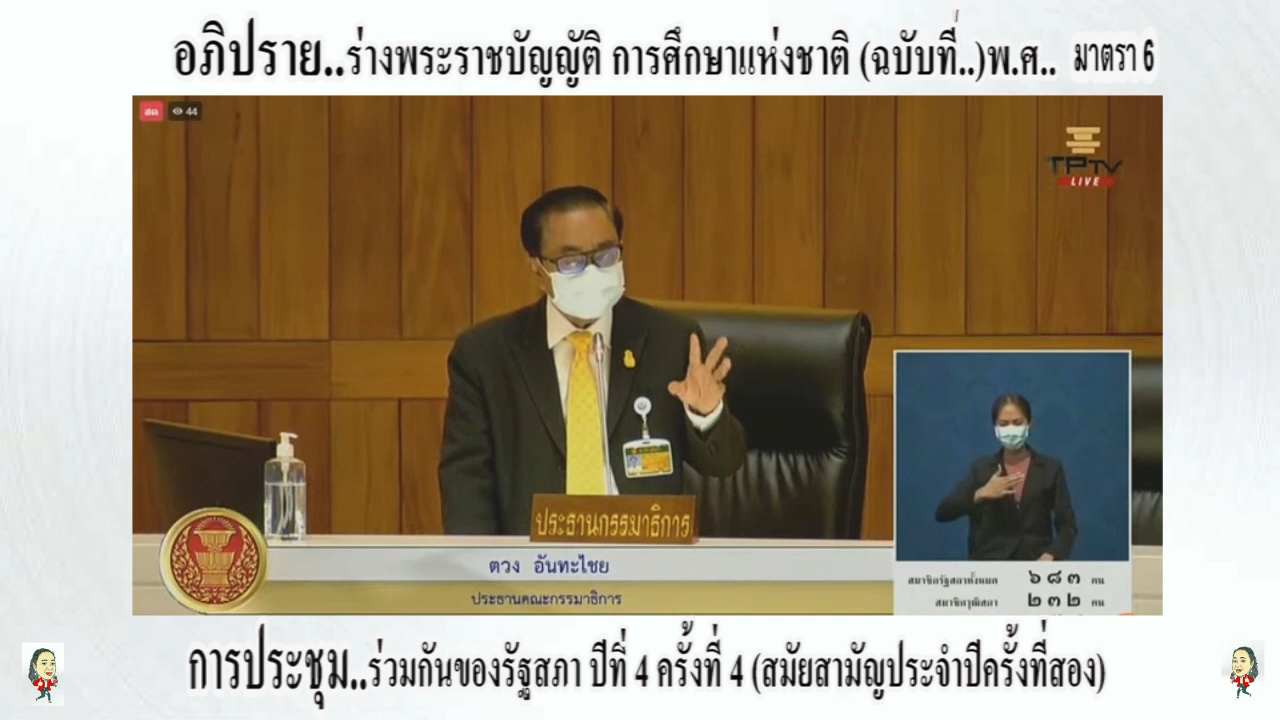 อภิปราย..ร่างพระราชบัญญัติ การศึกษาแห่งชาติ (ฉบับที่..)พ.ศ.. มาตรา 6
สด 44
TPTV
LIVE
ประธานกรรมาธิการ
ตวง อันทะไชย
ประธานคณะกรรมาธิการ
สมาชิกรัฐสภาทั้งหมด ๖๘๓ คน
สมาชิกวุฒิสภา ๒๓๒ คน
การประชุม..ร่วมกันของรัฐสภา ปีที่ 4 ครั้งที่ 4 (สมัยสามัญประจำปีครั้งที่สอง)